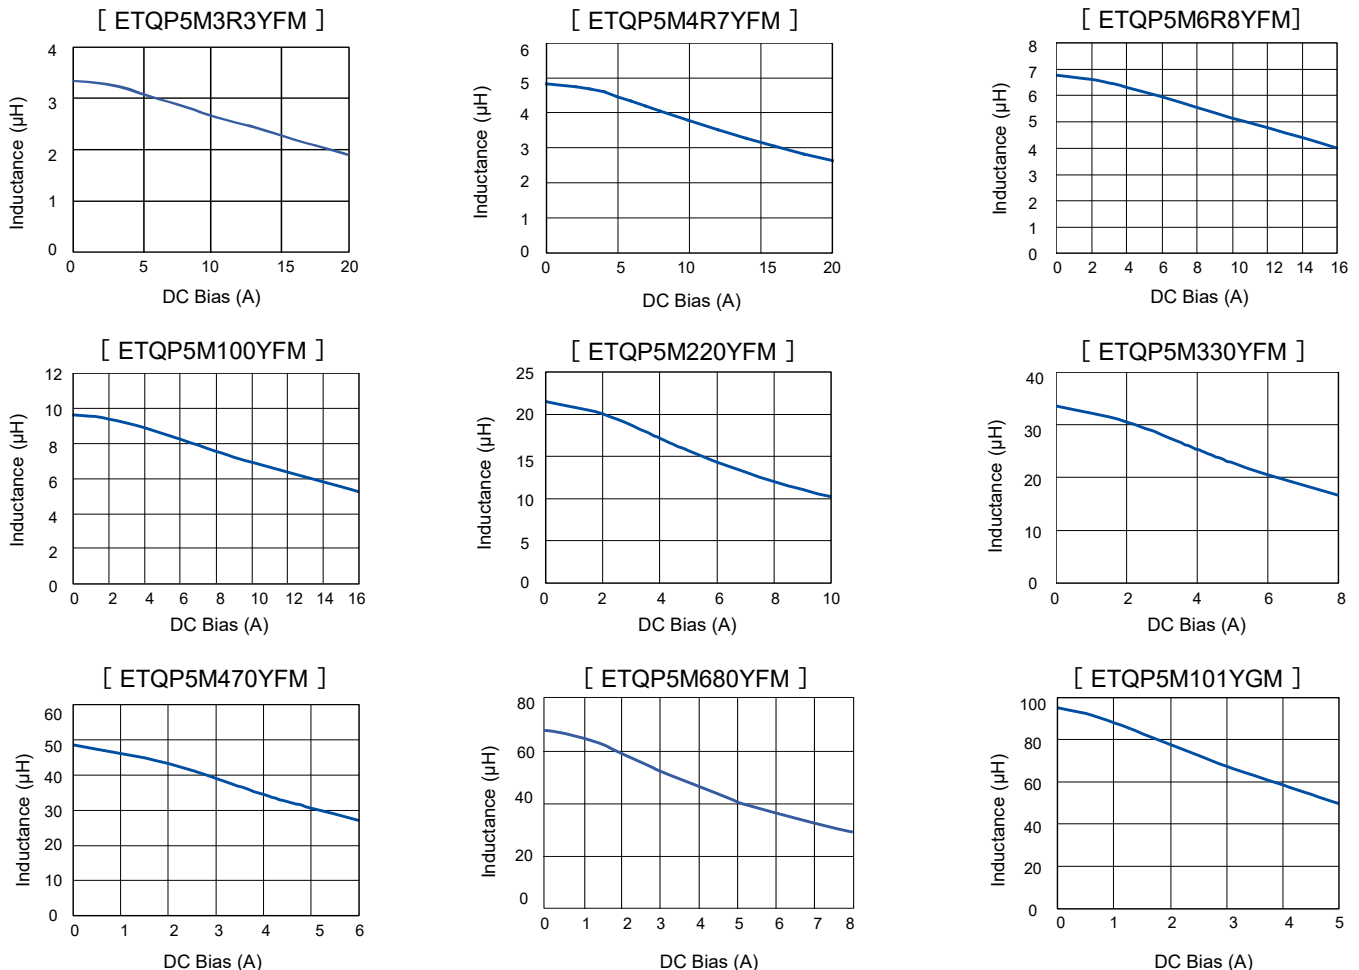 [ ETQP5M3R3YFM ]
4
3
2
1
0
0 5 10 15 20
Inductance (μH)
DC Bias (A)
[ ETQP5M4R7YFM ]
6
5
4
3
2
1
0
0 5 10 15 20
Inductance (μH)
DC Bias (A)
[ ETQP5M6R8YFM]
8
7
6
5
4
3
2
1
0
0 2 4 6 8 10 12 14 16
Inductance (μH)
DC Bias (A)
[ ETQP5M100YFM ]
12
10
8
6
4
2
0
0 2 4 6 8 10 12 14 16
Inductance (μH)
DC Bias (A)
[ ETQP5M220YFM ]
25
20
15
10
5
0
0 2 4 6 8 10
Inductance (μH)
DC Bias (A)
[ ETQP5M330YFM ]
40
30
20
10
0
0 2 4 6 8
Inductance (μH)
DC Bias (A)
[ ETQP5M470YFM ]
60
50
40
30
20
10
0
0 1 2 3 4 5 6
Inductance (μH)
DC Bias (A)
[ ETQP5M680YFM ]
80
60
40
20
0
0 1 2 3 4 5 6 7 8
Inductance (μH)
DC Bias (A)
[ ETQP5M101YGM ]
100
80
60
40
20
0
0 1 2 3 4 5
Inductance (μH)
DC Bias (A)